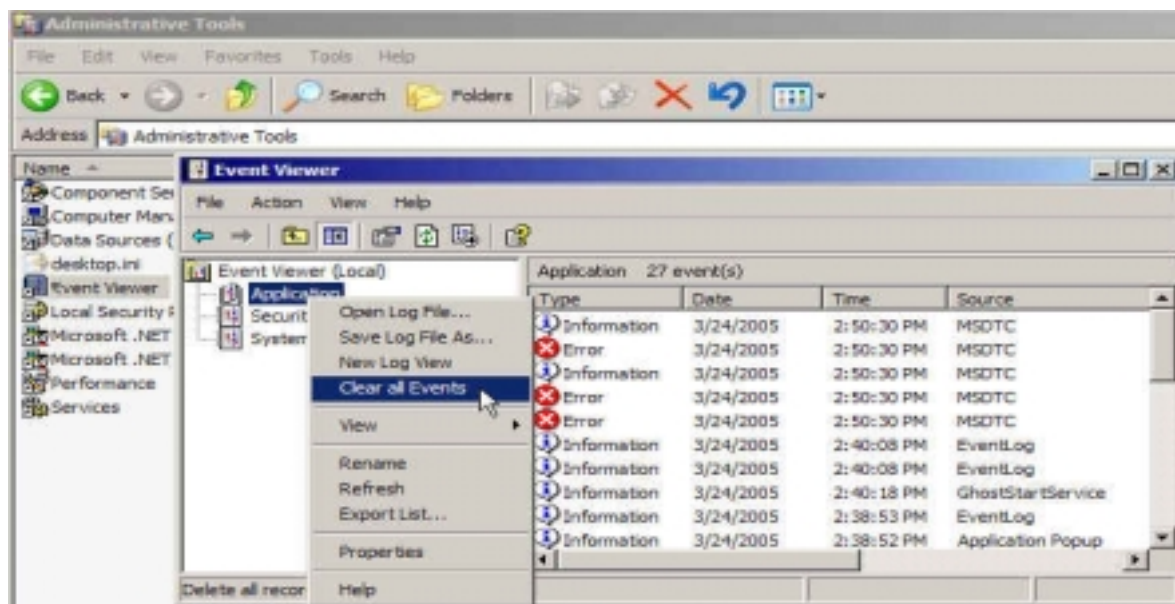 Administrative Tools
File Edit View Favorites Tools Help
Back Search Folders
Address Administrative Tools
Name
Component Ser
Computer Man
Data Sources (
desktop.ini
Event Viewer
Local Security P
Microsoft .NET
Microsoft .NET
Performance
Services
Event Viewer
File Action View Help
Event Viewer (Local)
Application
Securit
System
Open Log File...
Save Log File As...
New Log View
Clear all Events
View
Rename
Refresh
Export List...
Properties
Help
Delete all recor
Application 27 event(s)
Type Date Time Source
Information 3/24/2005 2:50:30 PM MSDTC
Error 3/24/2005 2:50:30 PM MSDTC
Information 3/24/2005 2:50:30 PM MSDTC
Error 3/24/2005 2:50:30 PM MSDTC
Error 3/24/2005 2:50:30 PM MSDTC
Information 3/24/2005 2:40:08 PM EventLog
Information 3/24/2005 2:40:08 PM EventLog
Information 3/24/2005 2:40:18 PM GhostStartService
Information 3/24/2005 2:38:53 PM EventLog
Information 3/24/2005 2:38:52 PM Application Popup